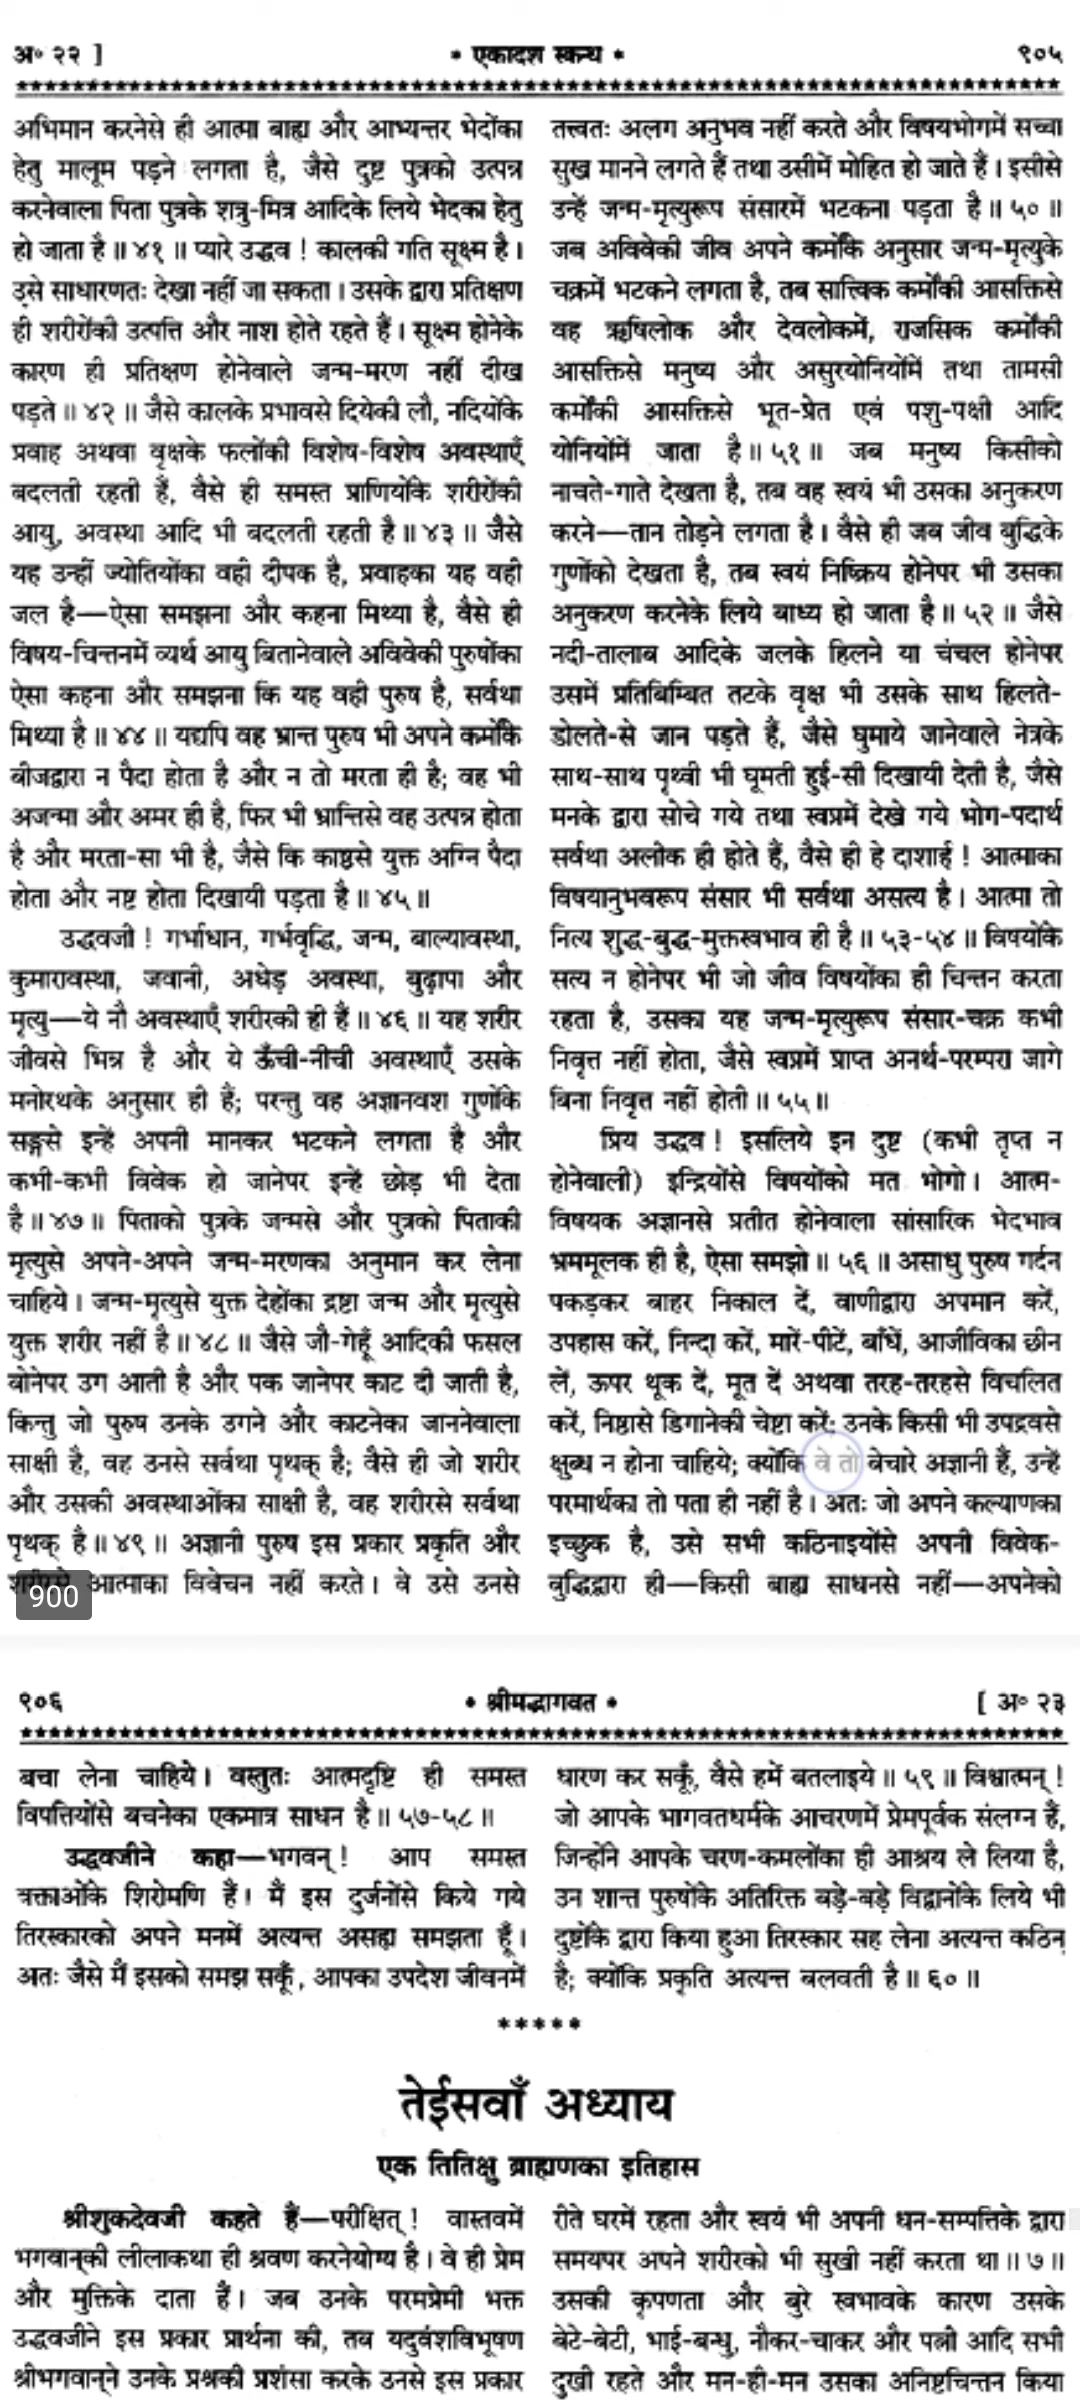 अ॰ २२ ]
* एकादश स्कन्ध *
९०५
अभिमान करनेसे ही आत्मा बाह्य और आभ्यन्तर भेदोंका
हेतु मालूम पड़ने लगता है, जैसे दुष्ट पुत्रको उत्पन्न
करनेवाला पिता पुत्रके शत्रु-मित्र आदिके लिये भेदका हेतु
हो जाता है॥ ४१ ॥ प्यारे उद्धव ! कालकी गति सूक्ष्म है।
उसे साधारणतः देखा नहीं जा सकता। उसके द्वारा प्रतिक्षण
ही शरीरोंकी उत्पत्ति और नाश होते रहते हैं। सूक्ष्म होनेके
कारण ही प्रतिक्षण होनेवाले जन्म-मरण नहीं दीख
पड़ते॥ ४२॥ जैसे कालके प्रभावसे दियेकी लौ, नदियोंके
प्रवाह अथवा वृक्षके फलोंकी विशेष-विशेष अवस्थाएँ
बदलती रहती हैं, वैसे ही समस्त प्राणियोंके शरीरोंकी
आयु, अवस्था आदि भी बदलती रहती है॥ ४३॥ जैसे
यह उन्हीं ज्योतियोंका वही दीपक है, प्रवाहका यह वही
जल है—ऐसा समझना और कहना मिथ्या है, वैसे ही
विषय-चिन्तनमें व्यर्थ आयु बितानेवाले अविवेकी पुरुषोंका
ऐसा कहना और समझना कि यह वही पुरुष है, सर्वथा
मिथ्या है॥ ४४॥ यद्यपि वह भ्रान्त पुरुष भी अपने कर्मोंके
बीजद्वारा न पैदा होता है और न तो मरता ही है; वह भी
अजन्मा और अमर ही है, फिर भी भ्रान्तिसे वह उत्पन्न होता
है और मरता-सा भी है, जैसे कि काष्ठसे युक्त अग्नि पैदा
होता और नष्ट होता दिखायी पड़ता है॥ ४५॥
उद्धवजी ! गर्भाधान, गर्भवृद्धि, जन्म, बाल्यावस्था,
कुमारावस्था, जवानी, अधेड़ अवस्था, बुढ़ापा और
मृत्यु—ये नौ अवस्थाएँ शरीरकी ही हैं॥ ४६॥ यह शरीर
जीवसे भिन्न है और ये ऊँची-नीची अवस्थाएँ उसके
मनोरथके अनुसार ही हैं; परन्तु वह अज्ञानवश गुणोंके
सङ्गसे इन्हें अपनी मानकर भटकने लगता है और
कभी-कभी विवेक हो जानेपर इन्हें छोड़ भी देता
है॥ ४७॥ पिताको पुत्रके जन्मसे और पुत्रको पिताकी
मृत्युसे अपने-अपने जन्म-मरणका अनुमान कर लेना
चाहिये। जन्म-मृत्युसे युक्त देहोंका द्रष्टा जन्म और मृत्युसे
युक्त शरीर नहीं है॥ ४८॥ जैसे जौ-गेहूँ आदिकी फसल
बोनेपर उग आती है और पक जानेपर काट दी जाती है,
किन्तु जो पुरुष उनके उगने और काटनेका जाननेवाला
साक्षी है, वह उनसे सर्वथा पृथक् है; वैसे ही जो शरीर
और उसकी अवस्थाओंका साक्षी है, वह शरीरसे सर्वथा
पृथक् है॥ ४९॥ अज्ञानी पुरुष इस प्रकार प्रकृति और
शरीरसे आत्माका विवेचन नहीं करते। वे उसे उनसे
900
तत्त्वतः अलग अनुभव नहीं करते और विषयभोगमें सच्चा
सुख मानने लगते हैं तथा उसीमें मोहित हो जाते हैं। इसीसे
उन्हें जन्म-मृत्युरूप संसारमें भटकना पड़ता है॥ ५०॥
जब अविवेकी जीव अपने कर्मोंके अनुसार जन्म-मृत्युके
चक्रमें भटकने लगता है, तब सात्त्विक कर्मोंकी आसक्तिसे
वह ऋषिलोक और देवलोकमें, राजसिक कर्मोंकी
आसक्तिसे मनुष्य और असुरयोनियोंमें तथा तामसी
कर्मोंकी आसक्तिसे भूत-प्रेत एवं पशु-पक्षी आदि
योनियोंमें जाता है॥ ५१॥ जब मनुष्य किसीको
नाचते-गाते देखता है, तब वह स्वयं भी उसका अनुकरण
करने—तान तोड़ने लगता है। वैसे ही जब जीव बुद्धिके
गुणोंको देखता है, तब स्वयं निष्क्रिय होनेपर भी उसका
अनुकरण करनेके लिये बाध्य हो जाता है॥ ५२॥ जैसे
नदी-तालाब आदिके जलके हिलने या चंचल होनेपर
उसमें प्रतिबिम्बित तटके वृक्ष भी उसके साथ हिलते-
डोलते-से जान पड़ते हैं, जैसे घुमाये जानेवाले नेत्रके
साथ-साथ पृथ्वी भी घूमती हुई-सी दिखायी देती है, जैसे
मनके द्वारा सोचे गये तथा स्वप्नमें देखे गये भोग-पदार्थ
सर्वथा अलीक ही होते हैं, वैसे ही हे दाशार्ह ! आत्माका
विषयानुभवरूप संसार भी सर्वथा असत्य है। आत्मा तो
नित्य शुद्ध-बुद्ध-मुक्तस्वभाव ही है॥ ५३-५४॥ विषयोंके
सत्य न होनेपर भी जो जीव विषयोंका ही चिन्तन करता
रहता है, उसका यह जन्म-मृत्युरूप संसार-चक्र कभी
निवृत्त नहीं होता, जैसे स्वप्नमें प्राप्त अनर्थ-परम्परा जागे
बिना निवृत्त नहीं होती॥ ५५॥
प्रिय उद्धव ! इसलिये इन दुष्ट (कभी तृप्त न
होनेवाली) इन्द्रियोंसे विषयोंको मत भोगो। आत्म-
विषयक अज्ञानसे प्रतीत होनेवाला सांसारिक भेदभाव
भ्रममूलक ही है, ऐसा समझो॥ ५६॥ असाधु पुरुष गर्दन
पकड़कर बाहर निकाल दें, वाणीद्वारा अपमान करें,
उपहास करें, निन्दा करें, मारें-पीटें, बाँधें, आजीविका छीन
लें, ऊपर थूक दें, मूत दें अथवा तरह-तरहसे विचलित
करें, निष्ठासे डिगानेकी चेष्टा करें; उनके किसी भी उपद्रवसे
क्षुब्ध न होना चाहिये; क्योंकि वे तो बेचारे अज्ञानी हैं, उन्हें
परमार्थका तो पता ही नहीं है। अतः जो अपने कल्याणका
इच्छुक है, उसे सभी कठिनाइयोंसे अपनी विवेक-
बुद्धिद्वारा ही—किसी बाह्य साधनसे नहीं—अपनेको
९०६
* श्रीमद्भागवत *
[ अ॰ २३
बचा लेना चाहिये। वस्तुतः आत्मदृष्टि ही समस्त
विपत्तियोंसे बचनेका एकमात्र साधन है॥ ५७-५८॥
उद्धवजीने कहा—भगवन् ! आप समस्त
वक्ताओंके शिरोमणि हैं। मैं इस दुर्जनोंसे किये गये
तिरस्कारको अपने मनमें अत्यन्त असह्य समझता हूँ।
अतः जैसे मैं इसको समझ सकूँ, आपका उपदेश जीवनमें
धारण कर सकूँ, वैसे हमें बतलाइये॥ ५९॥ विश्वात्मन् !
जो आपके भागवतधर्मके आचरणमें प्रेमपूर्वक संलग्न हैं,
जिन्होंने आपके चरण-कमलोंका ही आश्रय ले लिया है,
उन शान्त पुरुषोंके अतिरिक्त बड़े-बड़े विद्वानोंके लिये भी
दुष्टोंके द्वारा किया हुआ तिरस्कार सह लेना अत्यन्त कठिन
है; क्योंकि प्रकृति अत्यन्त बलवती है॥ ६०॥
*****
तेईसवाँ अध्याय
एक तितिक्षु ब्राह्मणका इतिहास
श्रीशुकदेवजी कहते हैं—परीक्षित् ! वास्तवमें
भगवान्‌की लीलाकथा ही श्रवण करनेयोग्य है। वे ही प्रेम
और मुक्तिके दाता हैं। जब उनके परमप्रेमी भक्त
उद्धवजीने इस प्रकार प्रार्थना की, तब यदुवंशविभूषण
श्रीभगवान्‌ने उनके प्रश्नकी प्रशंसा करके उनसे इस प्रकार
रीते घरमें रहता और स्वयं भी अपनी धन-सम्पत्तिके द्वारा
समयपर अपने शरीरको भी सुखी नहीं करता था॥ ७॥
उसकी कृपणता और बुरे स्वभावके कारण उसके
बेटे-बेटी, भाई-बन्धु, नौकर-चाकर और पत्नी आदि सभी
दुखी रहते और मन-ही-मन उसका अनिष्टचिन्तन किया